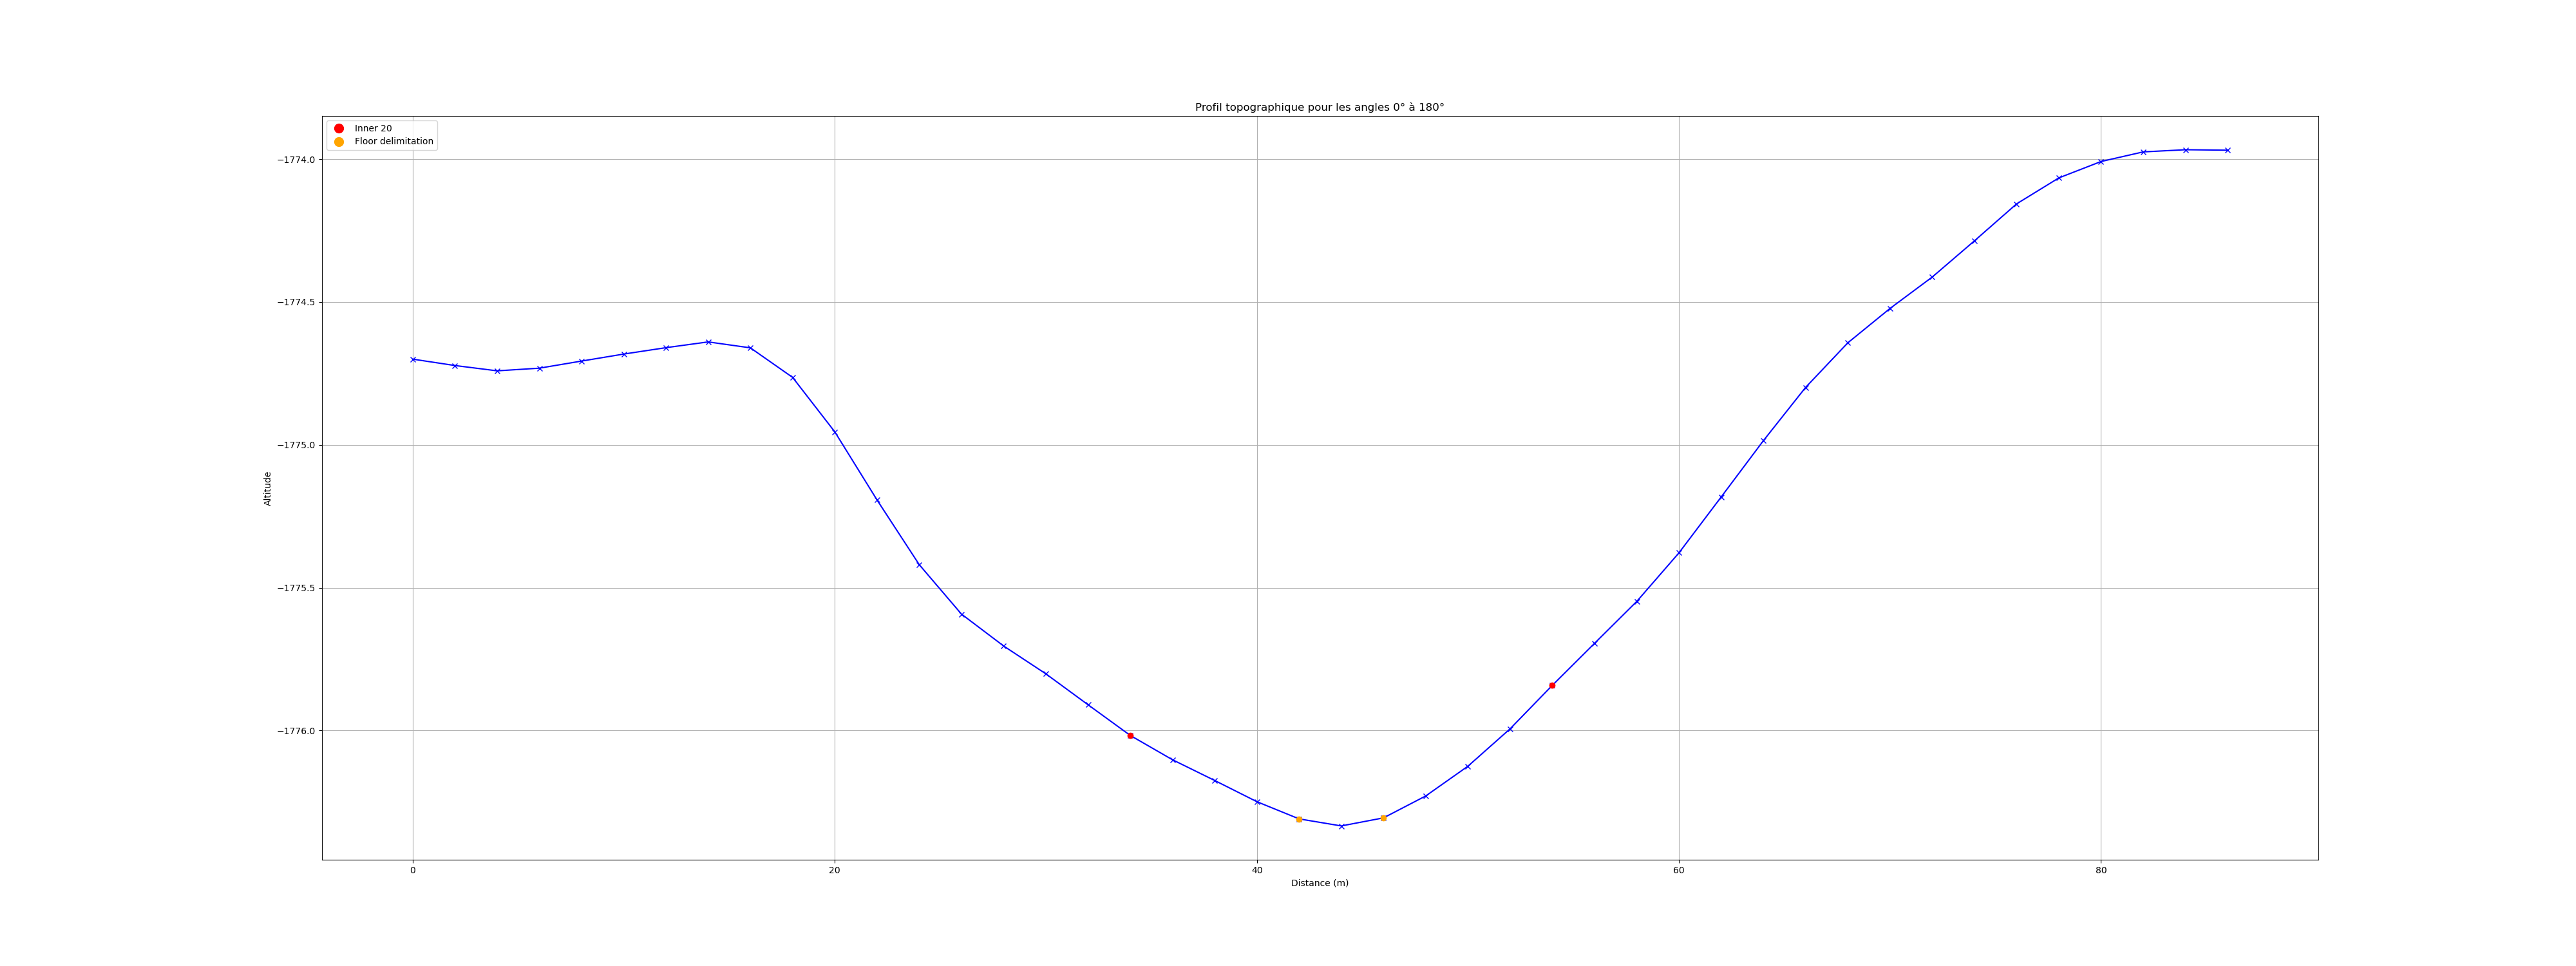 Profil topographique pour les angles 0° à 180°
Inner 20
Floor delimitation
−1774.0
−1774.5
−1775.0
−1775.5
−1776.0
Altitude
0
20
40
60
80
Distance (m)